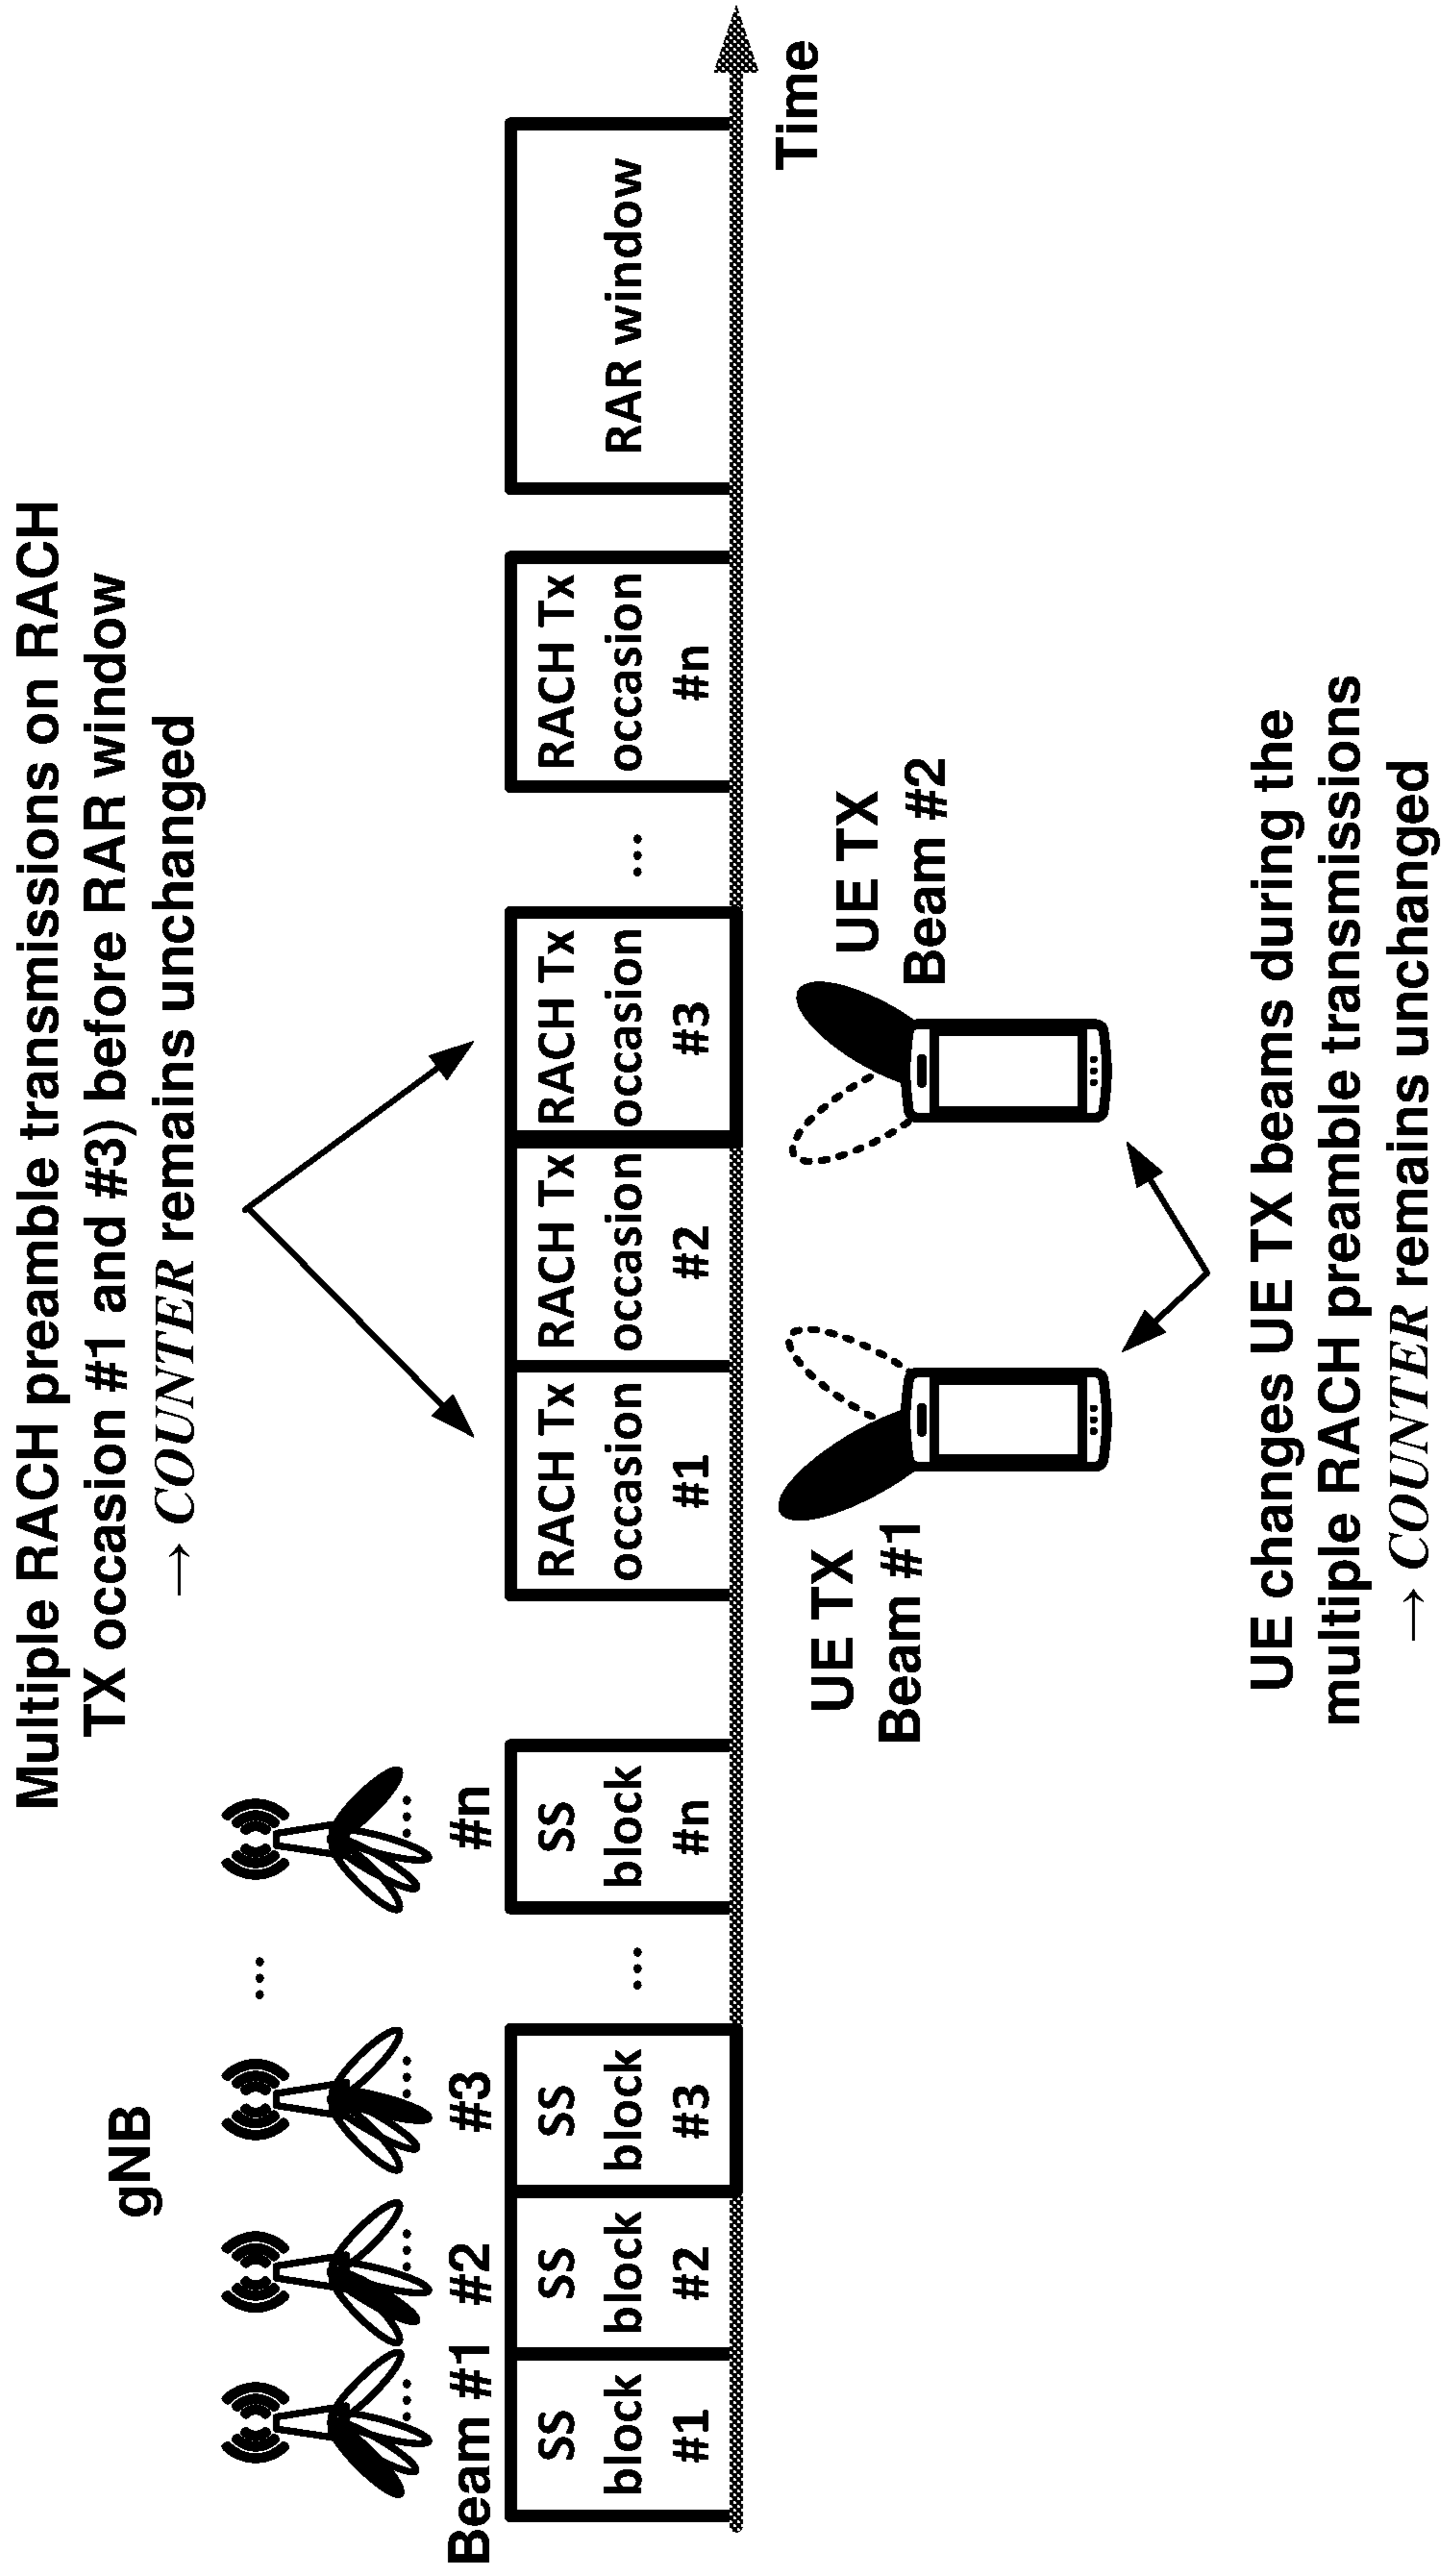 Multiple RACH preamble transmissions on RACH
TX occasion #1 and #3) before RAR window
→ COUNTER remains unchanged
gNB
Beam #1 #2 #3 ... #n
SS
block
#1
SS
block
#2
SS
block
#3
...
SS
block
#n
RACH Tx
occasion
#1
RACH Tx
occasion
#2
RACH Tx
occasion
#3
...
RACH Tx
occasion
#n
RAR window
Time
UE TX
Beam #1
UE TX
Beam #2
UE changes UE TX beams during the
multiple RACH preamble transmissions
→ COUNTER remains unchanged